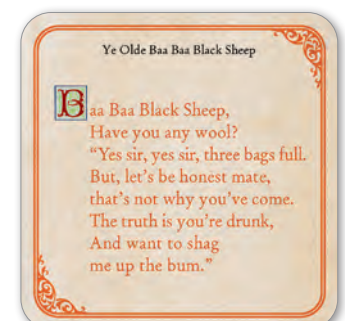 Ye Olde Baa Baa Black Sheep
Baa Baa Black Sheep,
Have you any wool?
“Yes sir, yes sir, three bags full.
But, let’s be honest mate,
that’s not why you’ve come.
The truth is you’re drunk,
And want to shag
me up the bum.”